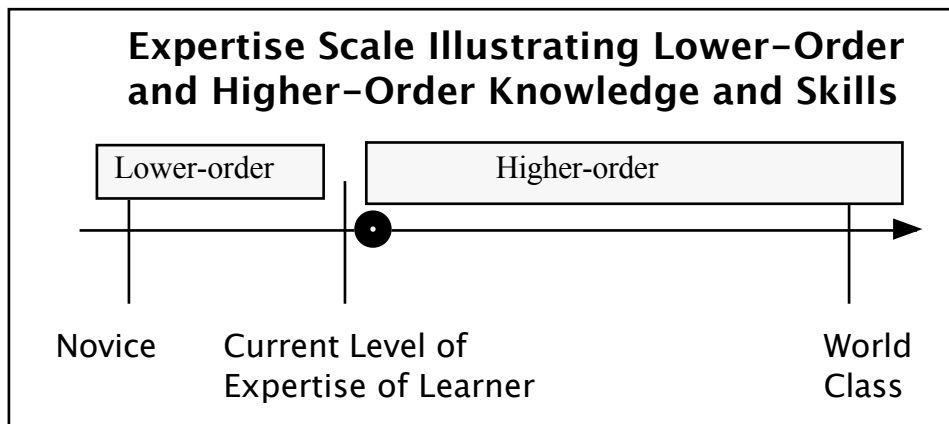 Expertise Scale Illustrating Lower-Order
and Higher-Order Knowledge and Skills
Lower-order
Higher-order
Novice
Current Level of
Expertise of Learner
World
Class